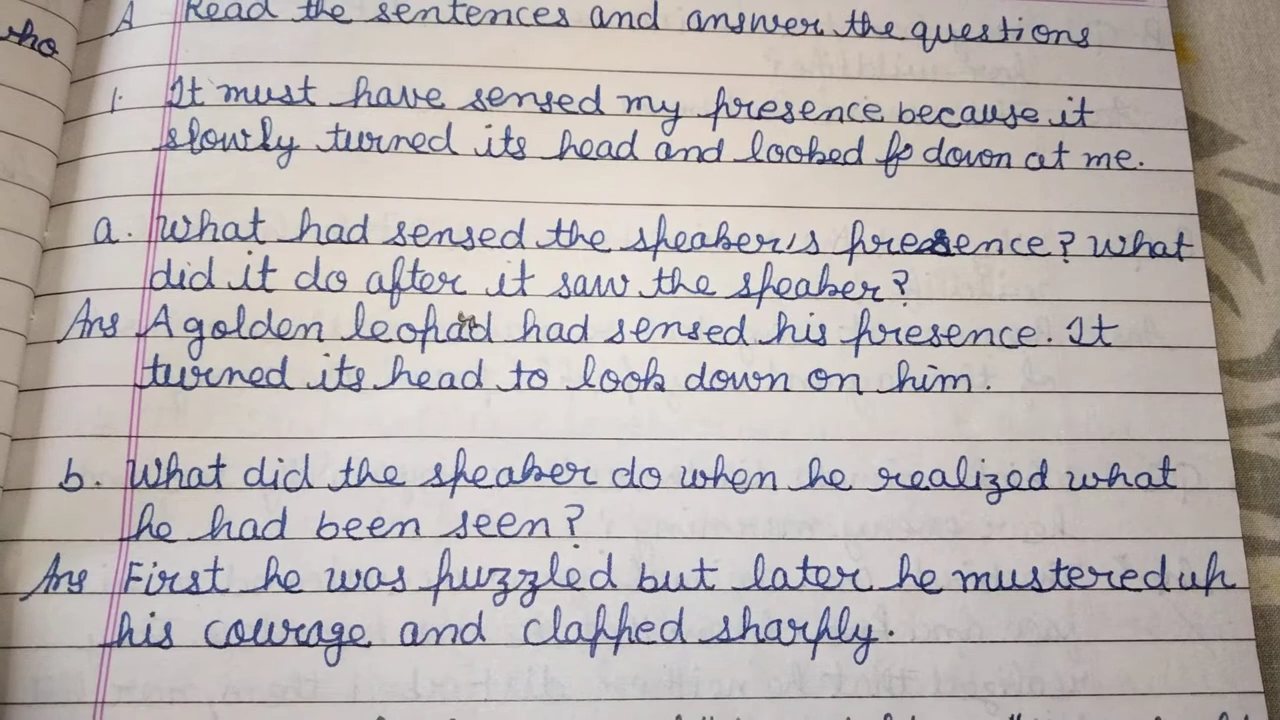 who
A Read the sentences and answer the questions
1. It must have sensed my presence because it
slowly turned its head and looked down at me.
a. What had sensed the speaker's presence? What
did it do after it saw the speaker?
Ans A golden leopard had sensed his presence. It
turned its head to look down on him.
b. What did the speaker do when he realized what
he had been seen?
Ans First he was puzzled but later he mustered up
his courage and clapped sharply.